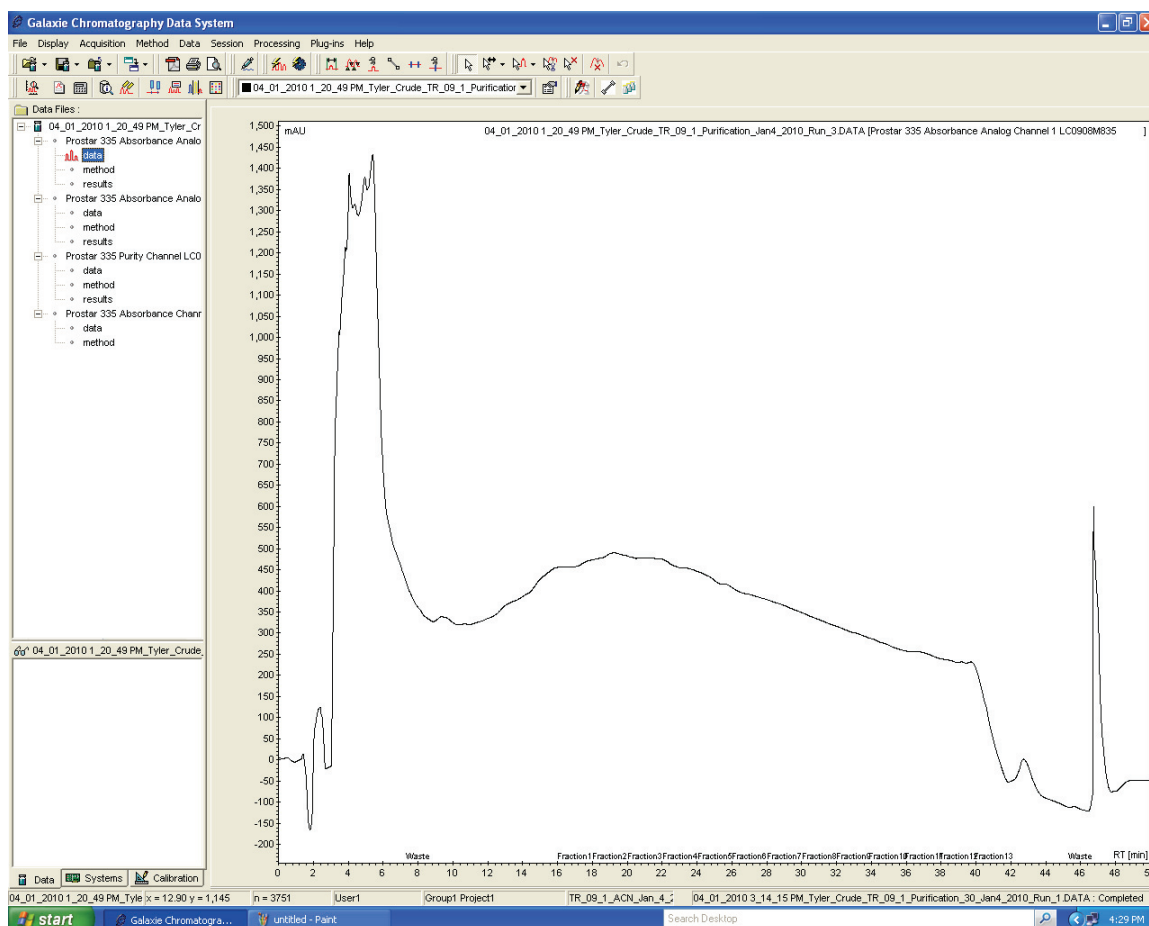 Galaxie Chromatography Data System
File Display Acquisition Method Data Session Processing Plug-ins Help
04_01_2010 1_20_49 PM_Tyler_Crude_TR_09_1_Purification
Data Files :
04_01_2010 1_20_49 PM_Tyler_Cr
Prostar 335 Absorbance Analo
data
method
results
Prostar 335 Absorbance Analo
data
method
results
Prostar 335 Purity Channel LC0
data
method
results
Prostar 335 Absorbance Chanr
data
method
04_01_2010 1_20_49 PM_Tyler_Crude_
Data Systems Calibration
mAU
04_01_2010 1_20_49 PM_Tyler_Crude_TR_09_1_Purification_Jan4_2010_Run_3.DATA [Prostar 335 Absorbance Analog Channel 1 LC0908M835 ]
1,500
1,450
1,400
1,350
1,300
1,250
1,200
1,150
1,100
1,050
1,000
950
900
850
800
750
700
650
600
550
500
450
400
350
300
250
200
150
100
50
0
-50
-100
-150
-200
Waste Fraction1 Fraction2 Fraction3 Fraction4 Fraction5 Fraction6 Fraction7 Fraction8 Fraction9 Fraction10 Fraction11 Fraction12 Fraction13 Waste RT [min]
0 2 4 6 8 10 12 14 16 18 20 22 24 26 28 30 32 34 36 38 40 42 44 46 48 5
04_01_2010 1_20_49 PM_Tyle x = 12.90 y = 1,145 n = 3751 User1 Group1 Project1 TR_09_1_ACN_Jan_4_2 04_01_2010 3_14_15 PM_Tyler_Crude_TR_09_1_Purification_30_Jan4_2010_Run_1.DATA : Completed
start Galaxie Chromatogra... untitled - Paint Search Desktop 4:29 PM